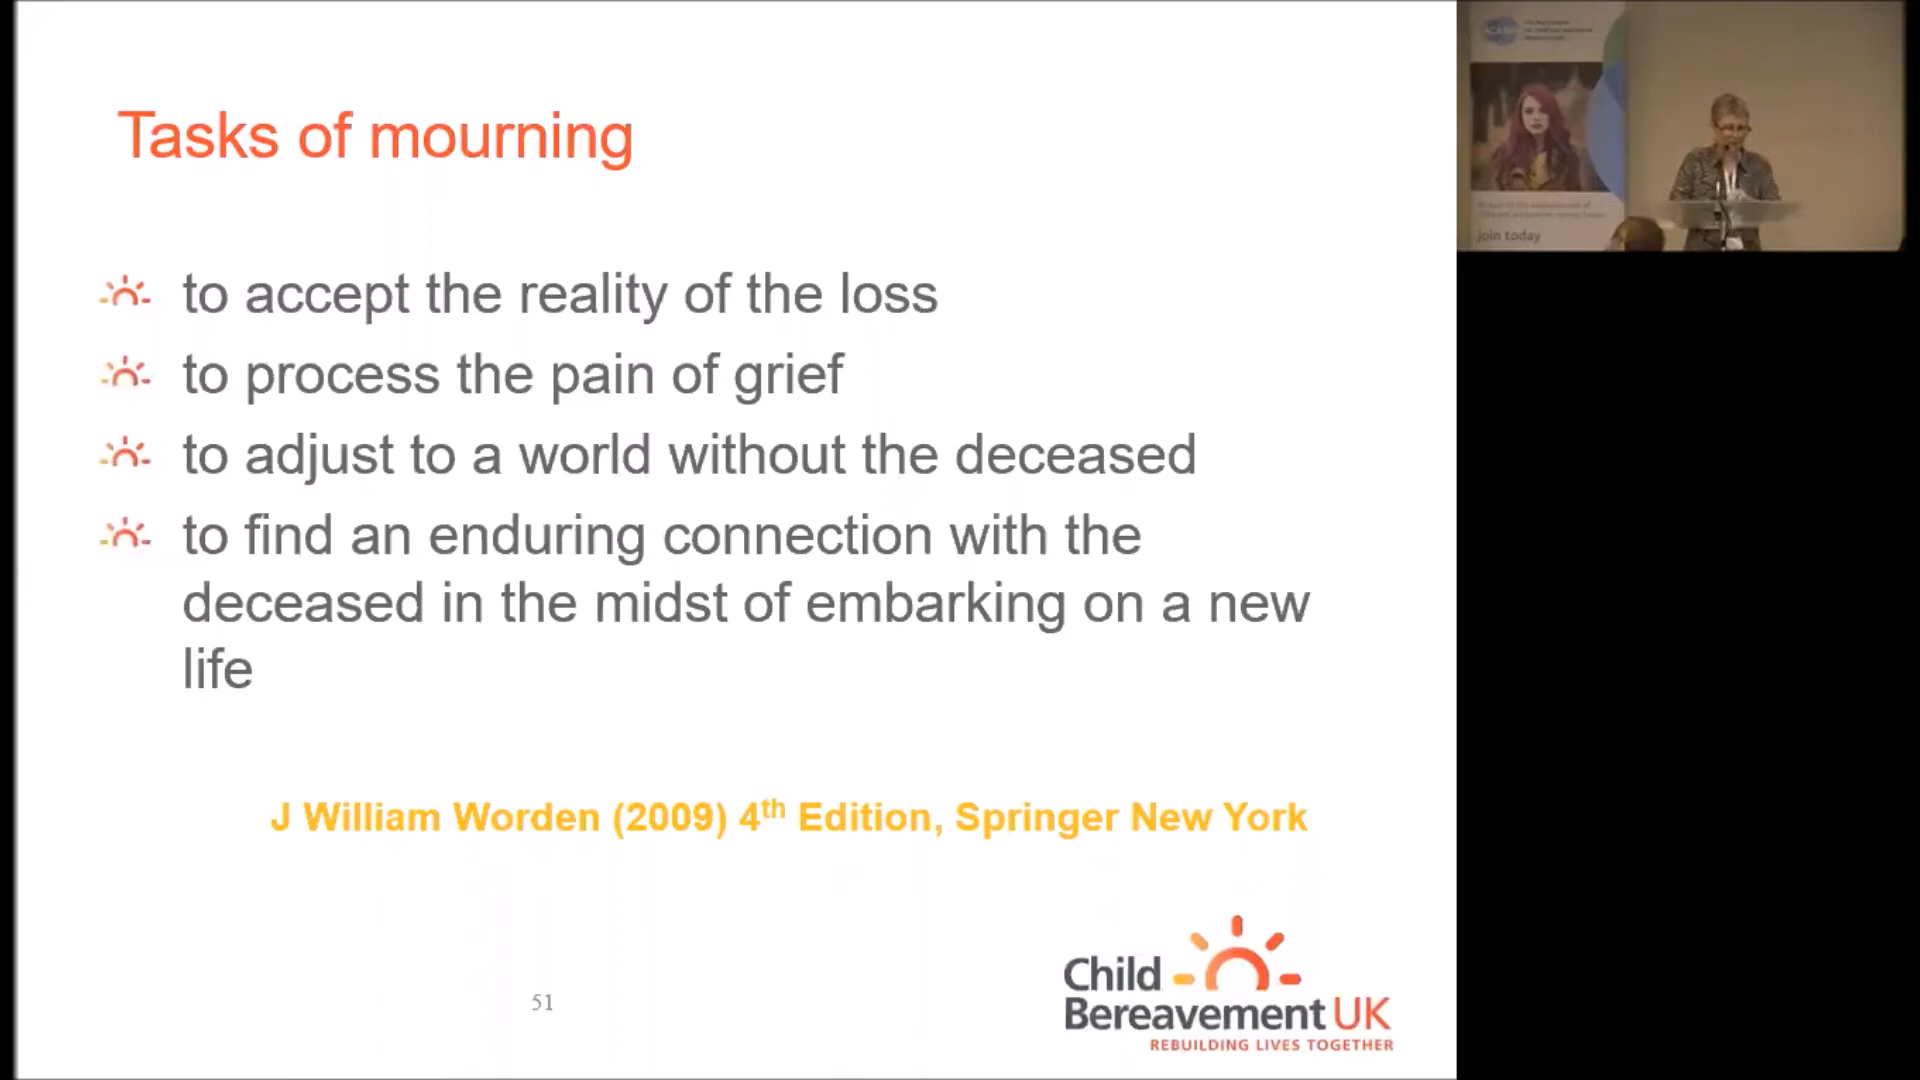 Tasks of mourning
to accept the reality of the loss
to process the pain of grief
to adjust to a world without the deceased
to find an enduring connection with the
deceased in the midst of embarking on a new
life
J William Worden (2009) 4th Edition, Springer New York
51
Child
Bereavement UK
REBUILDING LIVES TOGETHER
join today